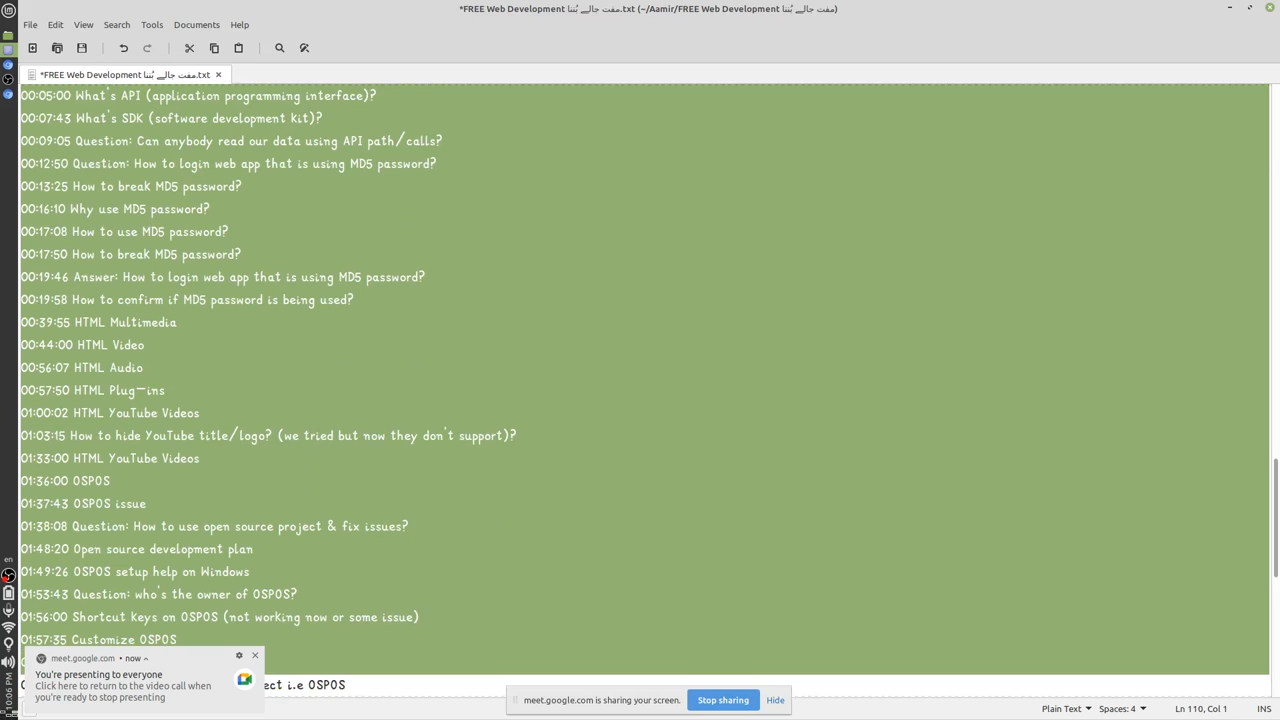 *FREE Web Development مفت جالے بُننا.txt (~/Aamir/FREE Web Development مفت جالے بُننا)
File Edit View Search Tools Documents Help
*FREE Web Development مفت جالے بُننا.txt
00:05:00 What's API (application programming interface)?
00:07:43 What's SDK (software development kit)?
00:09:05 Question: Can anybody read our data using API path/calls?
00:12:50 Question: How to login web app that is using MD5 password?
00:13:25 How to break MD5 password?
00:16:10 Why use MD5 password?
00:17:08 How to use MD5 password?
00:17:50 How to break MD5 password?
00:19:46 Answer: How to login web app that is using MD5 password?
00:19:58 How to confirm if MD5 password is being used?
00:39:55 HTML Multimedia
00:44:00 HTML Video
00:56:07 HTML Audio
00:57:50 HTML Plug-ins
01:00:02 HTML YouTube Videos
01:03:15 How to hide YouTube title/logo? (we tried but now they don't support)?
01:33:00 HTML YouTube Videos
01:36:00 OSPOS
01:37:43 OSPOS issue
01:38:08 Question: How to use open source project & fix issues?
01:48:20 Open source development plan
01:49:26 OSPOS setup help on Windows
01:53:43 Question: who's the owner of OSPOS?
01:56:00 Shortcut keys on OSPOS (not working now or some issue)
01:57:35 Customize OSPOS
en
10:06 PM
meet.google.com • now
You're presenting to everyone
Click here to return to the video call when
you're ready to stop presenting
i.e OSPOS
meet.google.com is sharing your screen. Stop sharing Hide
Plain Text Spaces: 4 Ln 110, Col 1 INS